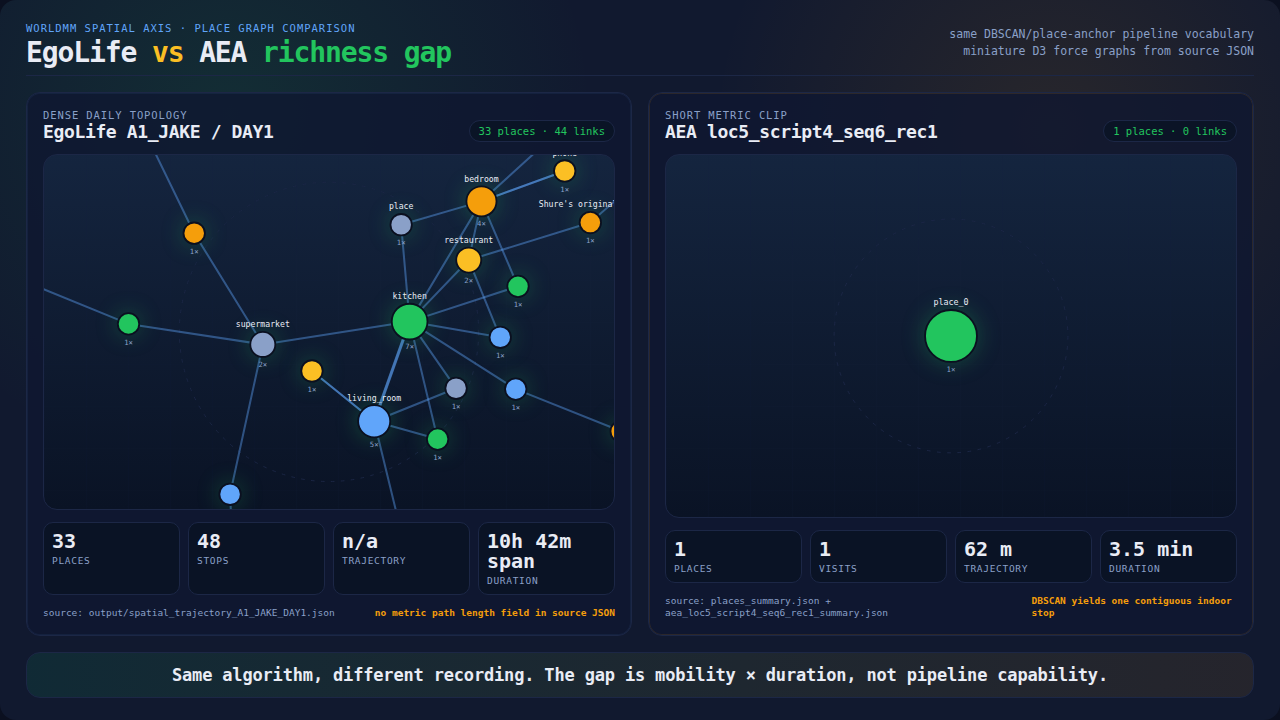 WORLDMM SPATIAL AXIS · PLACE GRAPH COMPARISON
EgoLife vs AEA richness gap
same DBSCAN/place-anchor pipeline vocabulary
miniature D3 force graphs from source JSON
DENSE DAILY TOPOLOGY
EgoLife A1_JAKE / DAY1
33 places · 44 links
bedroom
1×
place
4×
Shure's origina
1×
1×
restaurant
1×
2×
kitchen
1×
supermarket
1×
7×
1×
2×
1×
living_room
1×
1×
5×
1×
33
PLACES
48
STOPS
n/a
TRAJECTORY
10h 42m
span
DURATION
source: output/spatial_trajectory_A1_JAKE_DAY1.json
no metric path length field in source JSON
SHORT METRIC CLIP
AEA loc5_script4_seq6_rec1
1 places · 0 links
place_0
1×
1
PLACES
1
VISITS
62 m
TRAJECTORY
3.5 min
DURATION
source: places_summary.json +
aea_loc5_script4_seq6_rec1_summary.json
DBSCAN yields one contiguous indoor
stop
Same algorithm, different recording. The gap is mobility × duration, not pipeline capability.